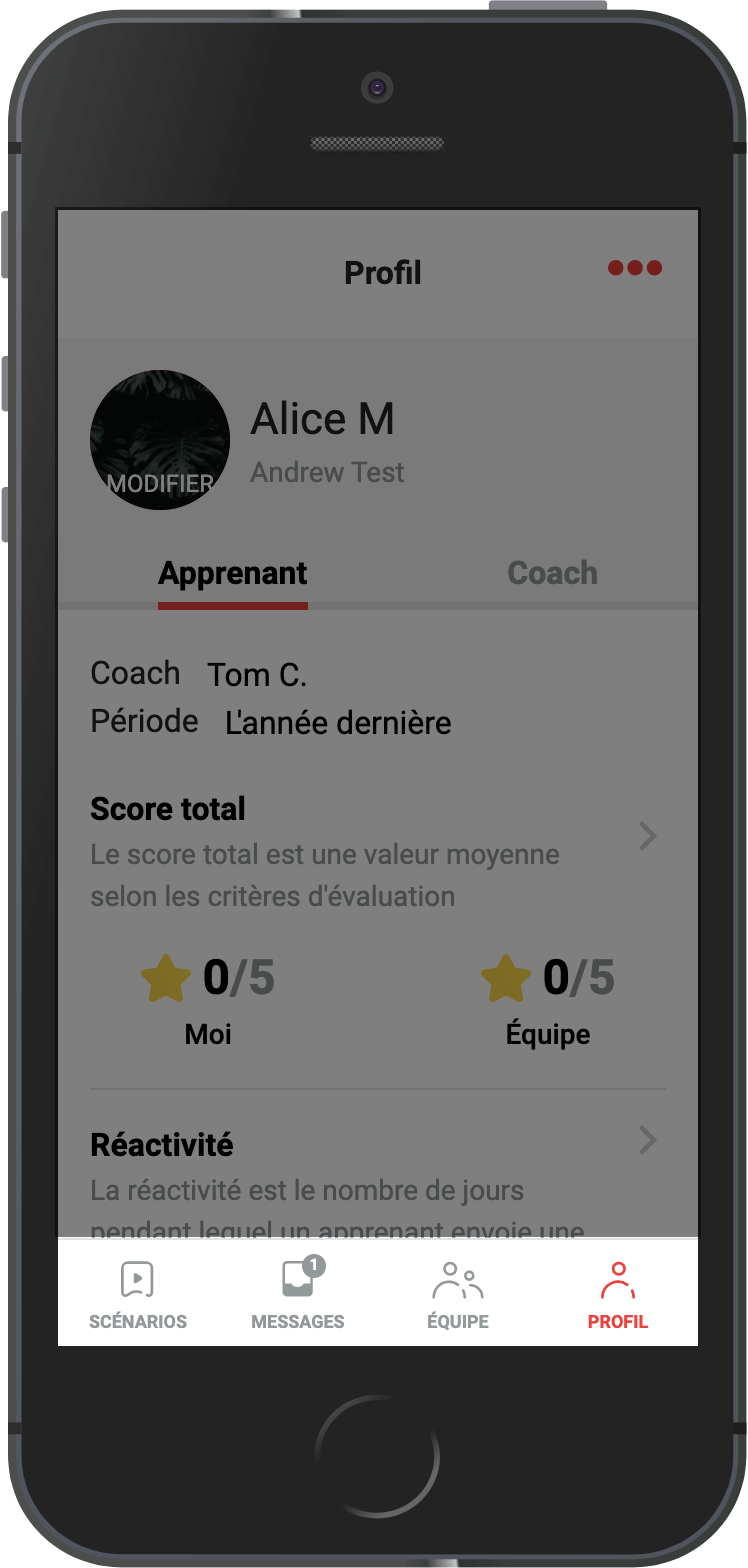 Profil
MODIFIER
Alice M
Andrew Test
Apprenant
Coach
Coach Tom C.
Période L'année dernière
Score total
Le score total est une valeur moyenne
selon les critères d'évaluation
0/5
0/5
Moi
Équipe
Réactivité
La réactivité est le nombre de jours
pendant lequel un apprenant envoie une
1
SCÉNARIOS
MESSAGES
ÉQUIPE
PROFIL